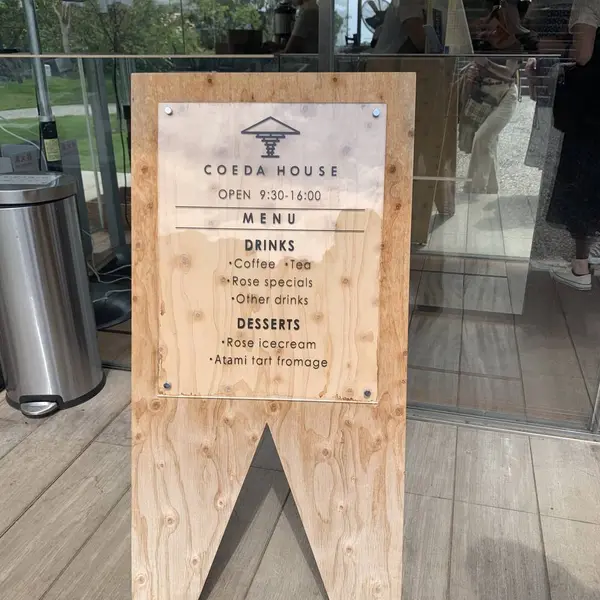 COEDA HOUSE
OPEN 9:30-16:00
MENU
DRINKS
•Coffee •Tea
•Rose specials
•Other drinks
DESSERTS
•Rose icecream
•Atami tart fromage